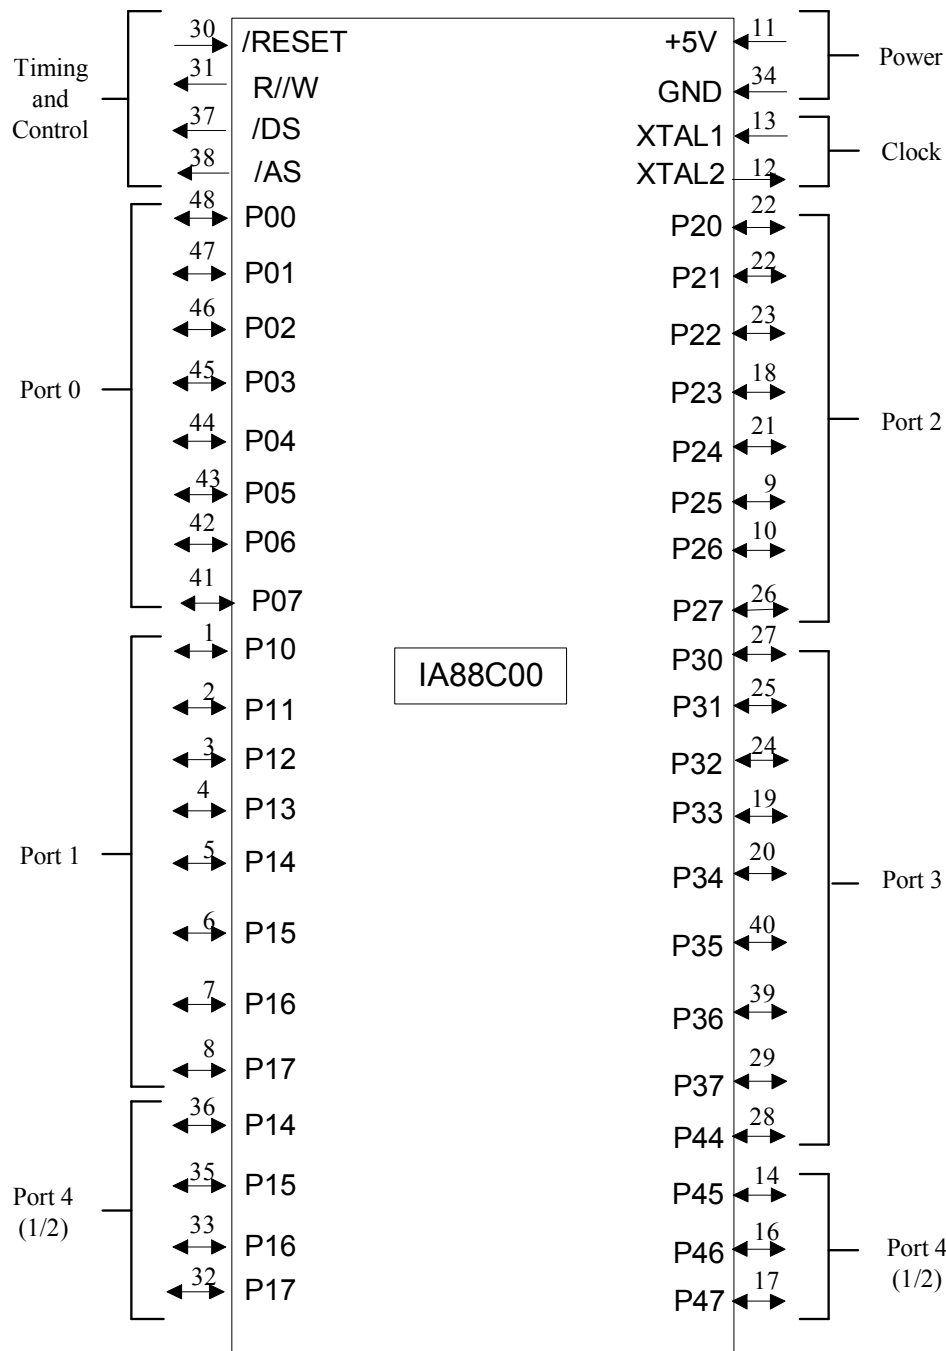 30 /RESET
31 R//W
37 /DS
38 /AS
Timing
and
Control
48 P00
47 P01
46 P02
45 P03
44 P04
43 P05
42 P06
41 P07
Port 0
1 P10
2 P11
3 P12
4 P13
5 P14
6 P15
7 P16
8 P17
Port 1
36 P14
35 P15
33 P16
32 P17
Port 4
(1/2)
IA88C00
+5V 11
GND 34
Power
XTAL1 13
XTAL2 12
Clock
P20 22
P21 22
P22 23
P23 18
P24 21
P25 9
P26 10
P27 26
Port 2
P30 27
P31 25
P32 24
P33 19
P34 20
P35 40
P36 39
P37 29
P44 28
Port 3
P45 14
P46 16
P47 17
Port 4
(1/2)